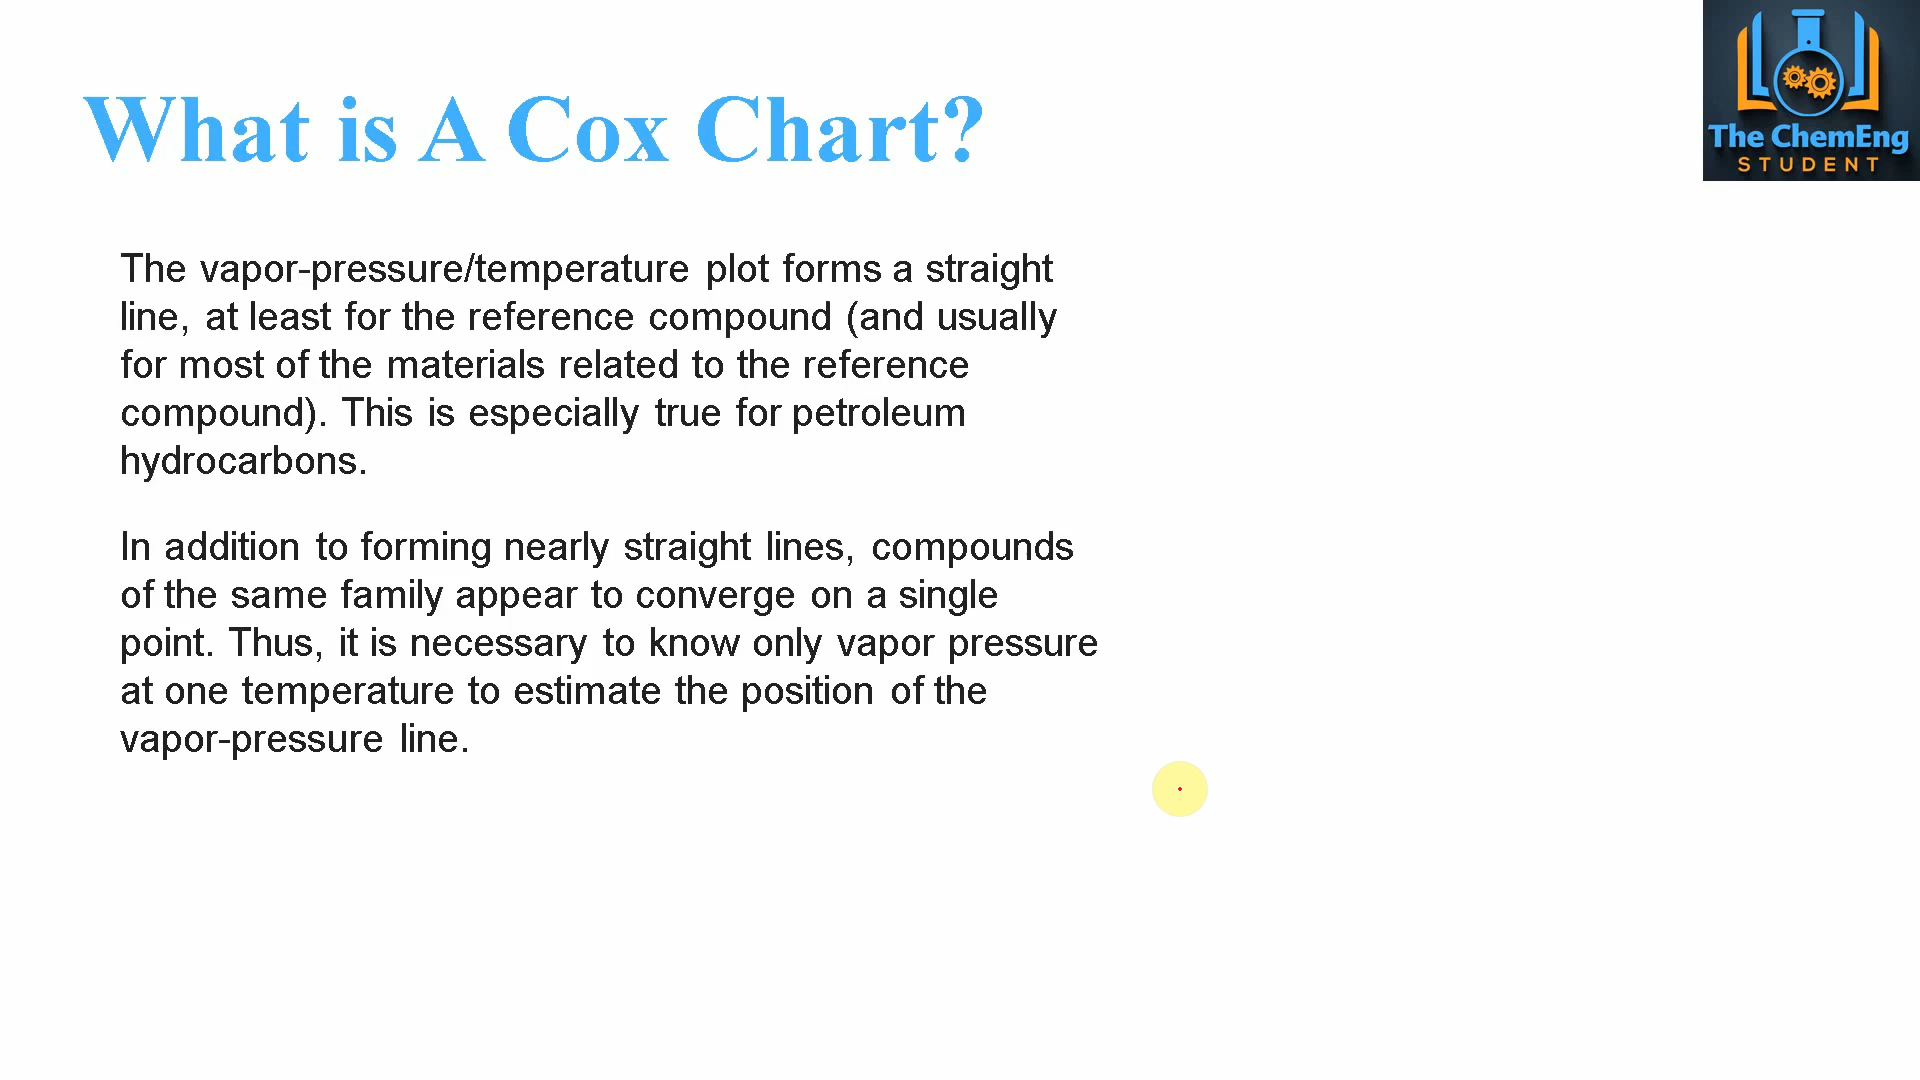 What is A Cox Chart?
The ChemEng
STUDENT
The vapor-pressure/temperature plot forms a straight
line, at least for the reference compound (and usually
for most of the materials related to the reference
compound). This is especially true for petroleum
hydrocarbons.
In addition to forming nearly straight lines, compounds
of the same family appear to converge on a single
point. Thus, it is necessary to know only vapor pressure
at one temperature to estimate the position of the
vapor-pressure line.